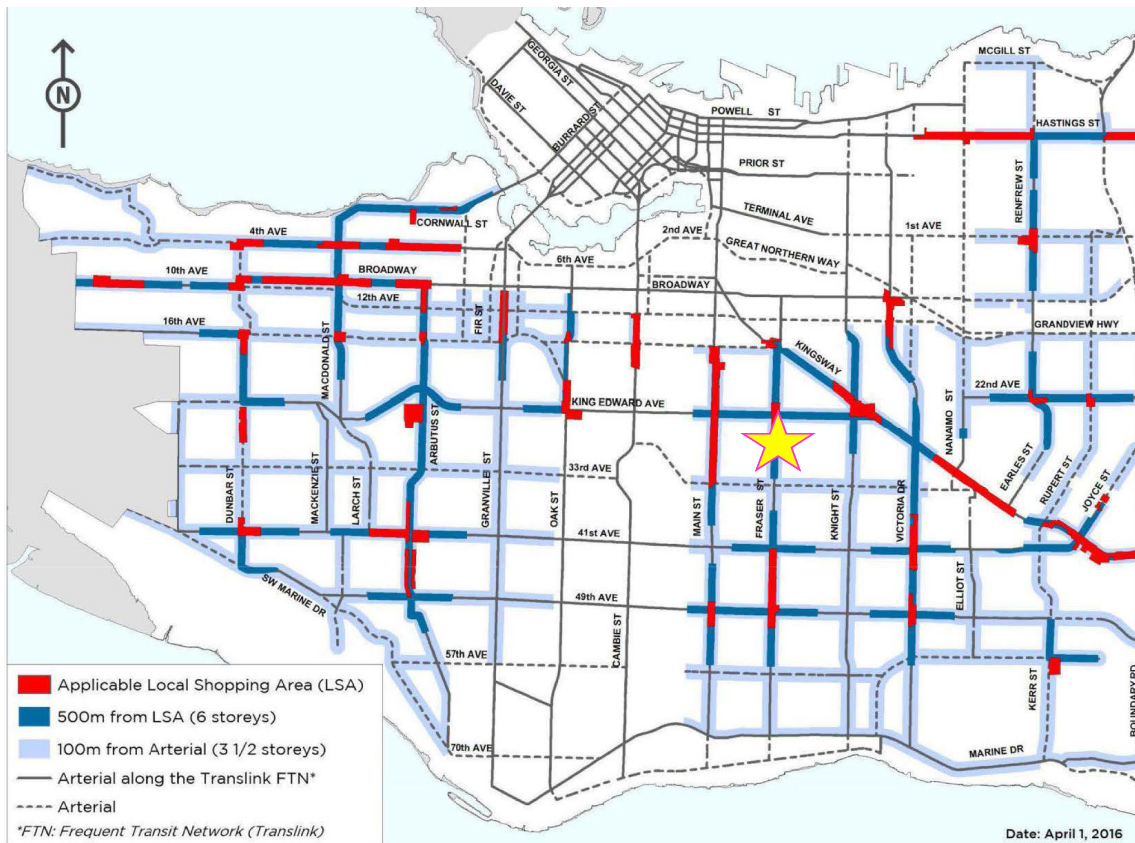 MCGILL ST
GEORGIA ST
DAVIE ST
BURRARD ST
POWELL ST
HASTINGS ST
N
PRIOR ST
RENFREW ST
CORNWALL ST
TERMINAL AVE
4th AVE
2nd AVE
1st AVE
GREAT NORTHERN WAY
6th AVE
10th AVE
BROADWAY
BROADWAY
12th AVE
FIR ST
16th AVE
GRANDVIEW HWY
MACDONALD ST
KINGSWAY
22nd AVE
KING EDWARD AVE
NANAIMO ST
ARBUTUS ST
33rd AVE
EARLES ST
RUPERT ST
JOYCE ST
DUNBAR ST
MACKENZIE ST
LARCH ST
GRANVILLE ST
OAK ST
MAIN ST
FRASER ST
KNIGHT ST
VICTORIA DR
41st AVE
ELLIOT ST
SW MARINE DR
49th AVE
CAMBIE ST
57th AVE
KERR ST
BOUNDARY RD
70th AVE
MARINE DR
Applicable Local Shopping Area (LSA)
500m from LSA (6 storeys)
100m from Arterial (3 1/2 storeys)
Arterial along the Translink FTN*
Arterial
*FTN: Frequent Transit Network (Translink)
Date: April 1, 2016